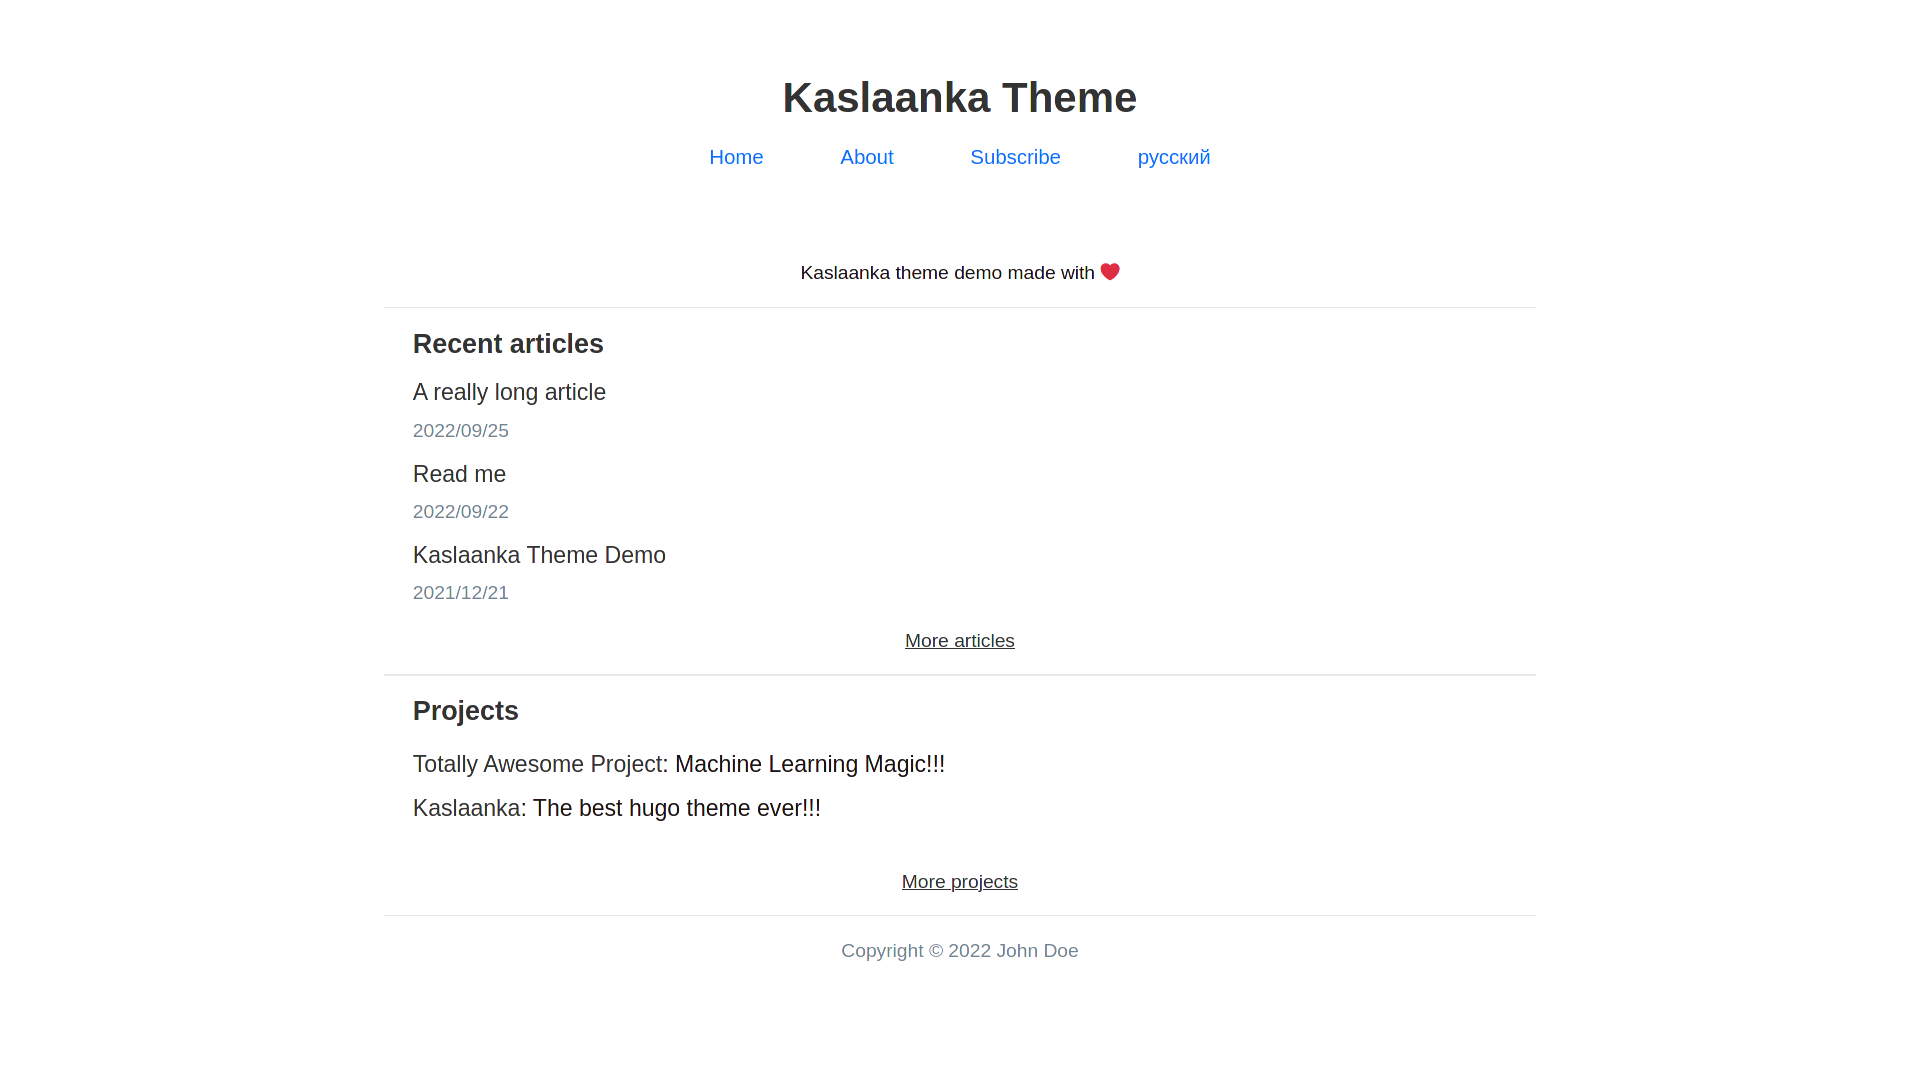 Kaslaanka Theme
Home About Subscribe русский
Kaslaanka theme demo made with ❤️
Recent articles
A really long article
2022/09/25
Read me
2022/09/22
Kaslaanka Theme Demo
2021/12/21
More articles
Projects
Totally Awesome Project: Machine Learning Magic!!!
Kaslaanka: The best hugo theme ever!!!
More projects
Copyright © 2022 John Doe